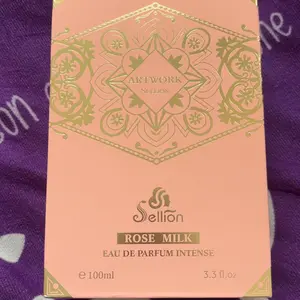 ARTWORK
Sellion
ROSE MILK
EAU DE PARFUM INTENSE
℮ 100ml
3.3 fl.oz